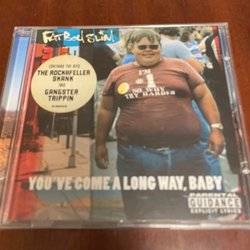 FATBOY SLIM
CONTAINS THE HITS
THE ROCKAFELLER
SKANK
AND
GANGSTER
TRIPPIN
I'M
#1
SO WHY
TRY HARDER
YOU'VE COME A LONG WAY, BABY
PARENTAL
GUIDANCE
EXPLICIT LYRICS